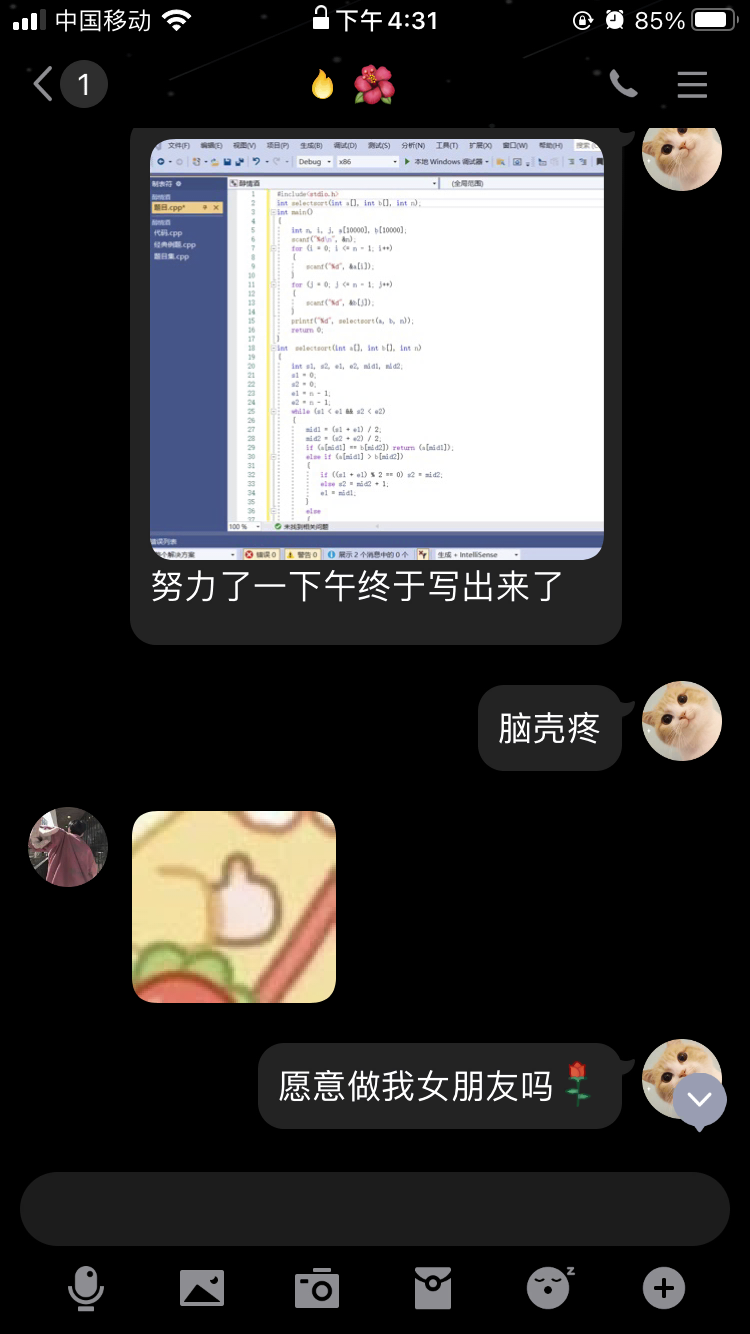 中国移动
下午4:31
85%
1
文件(F) 编辑(E) 视图(V) 项目(P) 生成(B) 调试(D) 测试(S) 分析(N) 工具(T) 扩展(X) 窗口(W) 帮助(H)
Debug x86 本地 Windows 调试器
题目.cpp*
代码.cpp
经典例题.cpp
题目集.cpp
(全局范围)
1 #include<stdio.h>
2 int selectsort(int a[], int b[], int n);
3 int main()
4 {
5 int n, i, j, a[10000], b[10000];
6 scanf("%d\n", &n);
7 for (i = 0; i <= n - 1; i++)
8 {
9 scanf("%d", &a[i]);
10 }
11 for (j = 0; j <= n - 1; j++)
12 {
13 scanf("%d", &b[j]);
14 }
15 printf("%d", selectsort(a, b, n));
16 return 0;
17 }
18 int selectsort(int a[], int b[], int n)
19 {
20 int s1, s2, e1, e2, mid1, mid2;
21 s1 = 0;
22 s2 = 0;
23 e1 = n - 1;
24 e2 = n - 1;
25 while (s1 < e1 && s2 < e2)
26 {
27 mid1 = (s1 + e1) / 2;
28 mid2 = (s2 + e2) / 2;
29 if (a[mid1] == b[mid2]) return (a[mid1]);
30 else if (a[mid1] > b[mid2])
31 {
32 if ((s1 + e1) % 2 == 0) s2 = mid2;
33 else s2 = mid2 + 1;
34 e1 = mid1;
35 }
36 else
37 {
100 % 未找到相关问题
错误列表
个解决方案 错误 0 警告 0 展示 2 个消息中的 0 个 生成 + IntelliSense
努力了一下午终于写出来了
脑壳疼
愿意做我女朋友吗🌹